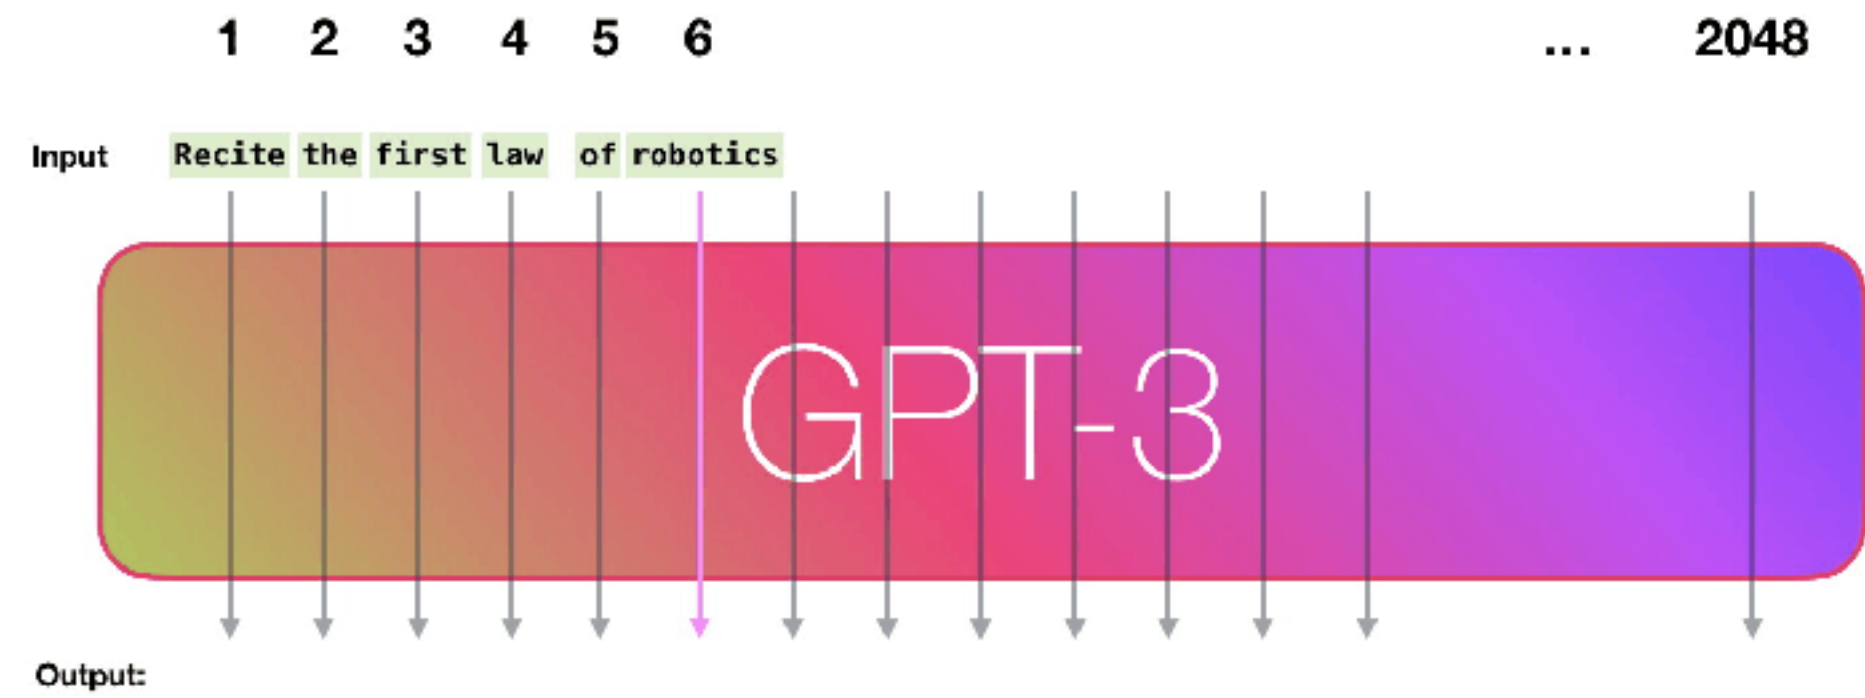 1 2 3 4 5 6 ... 2048
Input Recite the first law of robotics
GPT-3
Output: